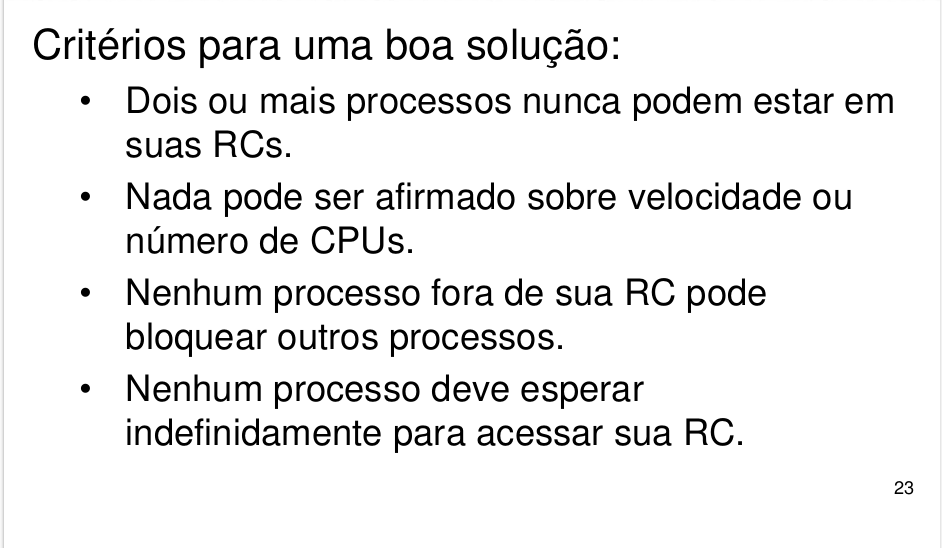 Critérios para uma boa solução:
• Dois ou mais processos nunca podem estar em
suas RCs.
• Nada pode ser afirmado sobre velocidade ou
número de CPUs.
• Nenhum processo fora de sua RC pode
bloquear outros processos.
• Nenhum processo deve esperar
indefinidamente para acessar sua RC.
23